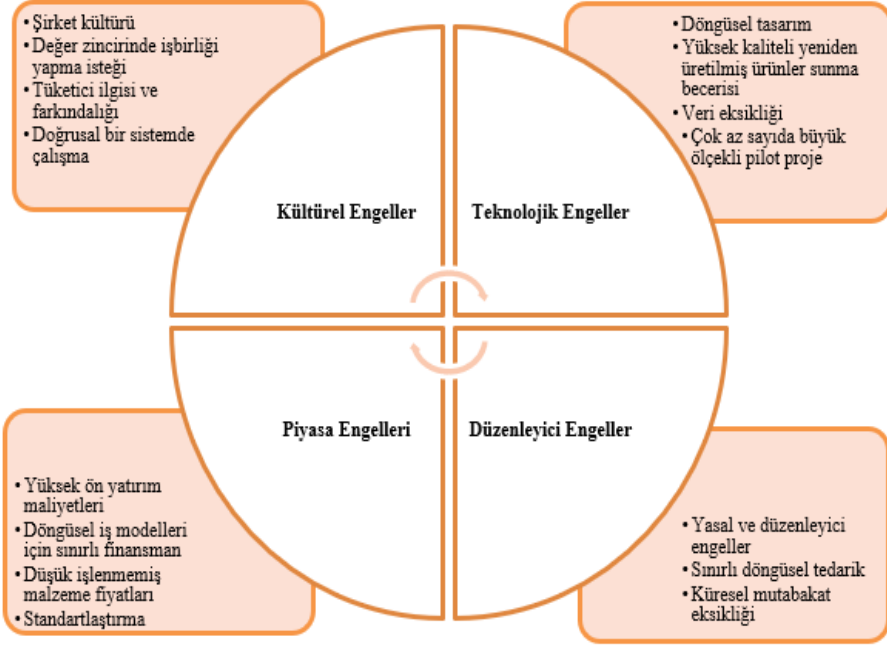 • Şirket kültürü
• Değer zincirinde işbirliği
yapma isteği
• Tüketici ilgisi ve
farkındalığı
• Doğrusal bir sistemde
çalışma
• Döngüsel tasarım
• Yüksek kaliteli yeniden
üretilmiş ürünler sunma
becerisi
• Veri eksikliği
• Çok az sayıda büyük
ölçekli pilot proje
Kültürel Engeller
Teknolojik Engeller
Piyasa Engelleri
Düzenleyici Engeller
• Yüksek ön yatırım
maliyetleri
• Döngüsel iş modelleri
için sınırlı finansman
• Düşük işlenmemiş
malzeme fiyatları
• Standartlaştırma
• Yasal ve düzenleyici
engeller
• Sınırlı döngüsel tedarik
• Küresel mutabakat
eksikliği